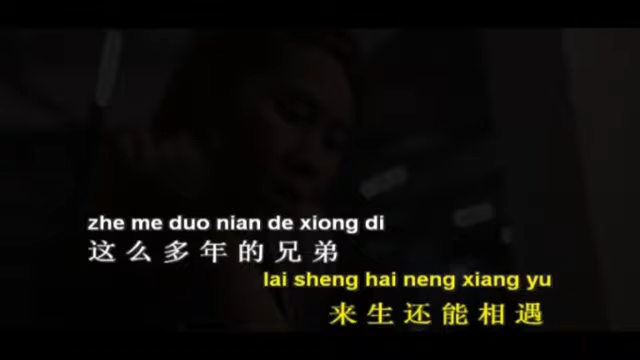 zhe me duo nian de xiong di
这么多年的兄弟
lai sheng hai neng xiang yu
来生还能相遇